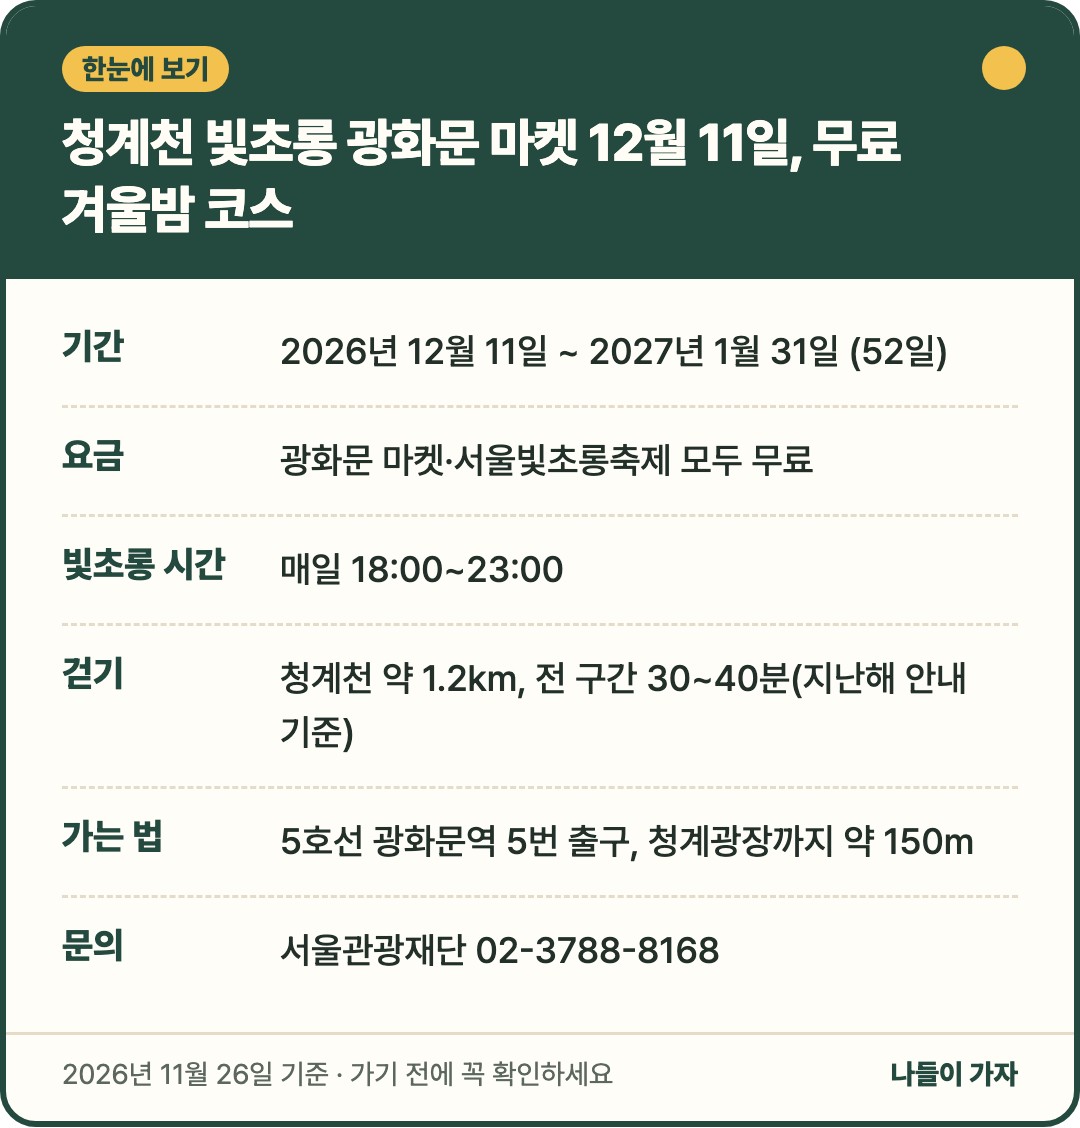 한눈에 보기
청계천 빛초롱 광화문 마켓 12월 11일, 무료
겨울밤 코스
기간
2026년 12월 11일 ~ 2027년 1월 31일 (52일)
요금
광화문 마켓·서울빛초롱축제 모두 무료
빛초롱 시간
매일 18:00~23:00
걷기
청계천 약 1.2km, 전 구간 30~40분(지난해 안내
기준)
가는 법
5호선 광화문역 5번 출구, 청계광장까지 약 150m
문의
서울관광재단 02-3788-8168
2026년 11월 26일 기준 · 가기 전에 꼭 확인하세요
나들이 가자